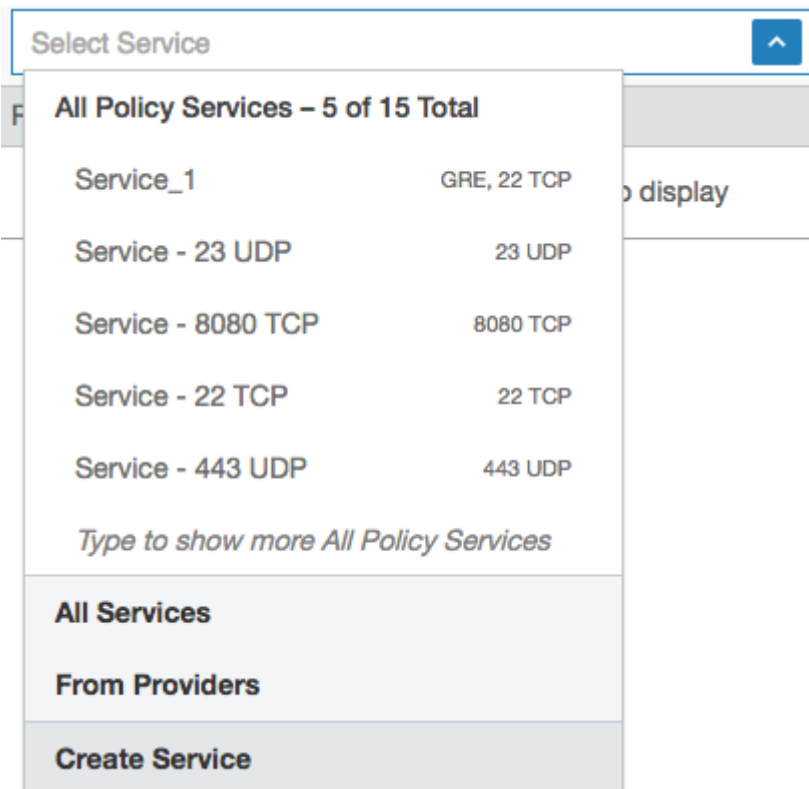 Select Service
All Policy Services – 5 of 15 Total
Service_1 GRE, 22 TCP
display
Service - 23 UDP 23 UDP
Service - 8080 TCP 8080 TCP
Service - 22 TCP 22 TCP
Service - 443 UDP 443 UDP
Type to show more All Policy Services
All Services
From Providers
Create Service